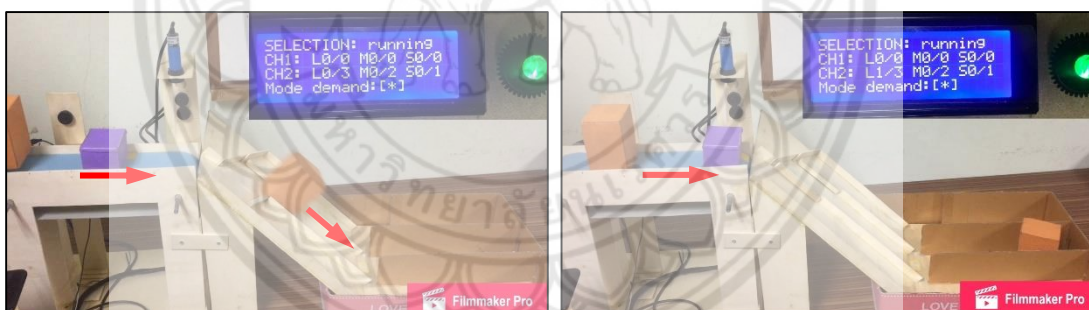 SELECTION: running
CH1: L0/0 M0/0 S0/0
CH2: L0/3 M0/2 S0/1
Mode demand:[*]
LOVE
Filmmaker Pro
SELECTION: running
CH1: L0/0 M0/0 S0/0
CH2: L1/3 M0/2 S0/1
Mode demand:[*]
LOVE
Filmmaker Pro